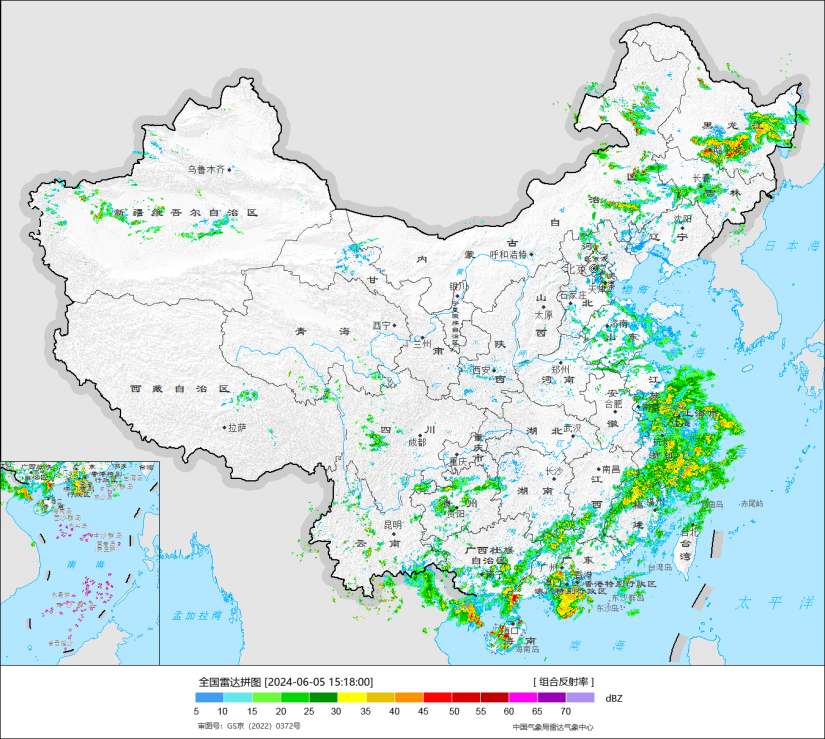 黑龙江
哈尔滨
长春
吉林
沈阳
辽宁
日本海
乌鲁木齐
新疆维吾尔自治区
内蒙古自治区
呼和浩特
北京
天津
河北
渤海
石家庄
山西
太原
济南
山东
甘肃
银川
宁夏回族自治区
西宁
青海
兰州
陕西
西安
郑州
河南
黄海
江苏
安徽
合肥
上海
西藏自治区
拉萨
四川
成都
重庆市
重庆
湖北
武汉
长沙
湖南
南昌
江西
福建
贵阳
昆明
云南
广西壮族自治区
南宁
广州
广东
香港特别行政区
澳门特别行政区
台北
台湾
台湾岛
钓鱼岛
赤尾屿
东沙群岛
东沙岛
海口
海南
海南岛
南海
太平洋
孟加拉湾
南海
全国雷达拼图 [2024-06-05 15:18:00] [ 组合反射率 ]
5 10 15 20 25 30 35 40 45 50 55 60 65 70 dBZ
审图号：GS京（2022）0372号 中国气象局雷达气象中心